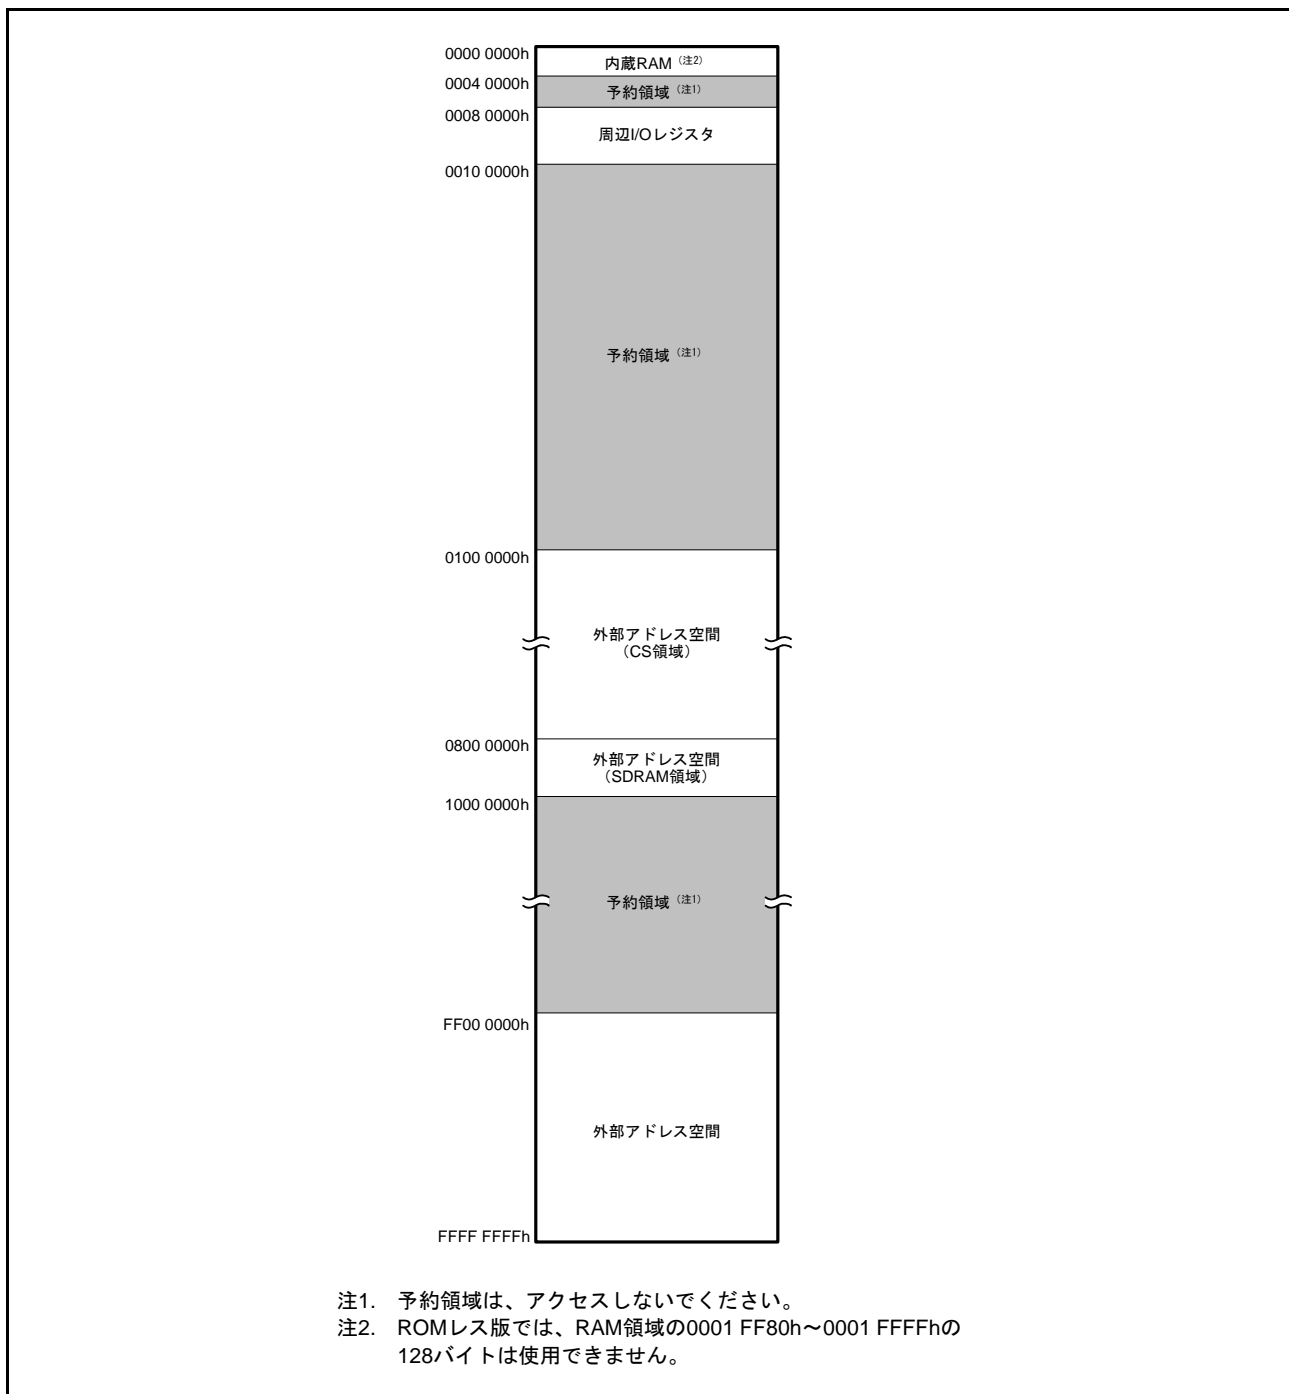 0000 0000h
内蔵RAM（注2）
0004 0000h
予約領域（注1）
0008 0000h
周辺I/Oレジスタ
0010 0000h
予約領域（注1）
0100 0000h
外部アドレス空間
（CS領域）
0800 0000h
外部アドレス空間
（SDRAM領域）
1000 0000h
予約領域（注1）
FF00 0000h
外部アドレス空間
FFFF FFFFh
注1. 予約領域は、アクセスしないでください。
注2. ROMレス版では、RAM領域の0001 FF80h～0001 FFFFhの
128バイトは使用できません。